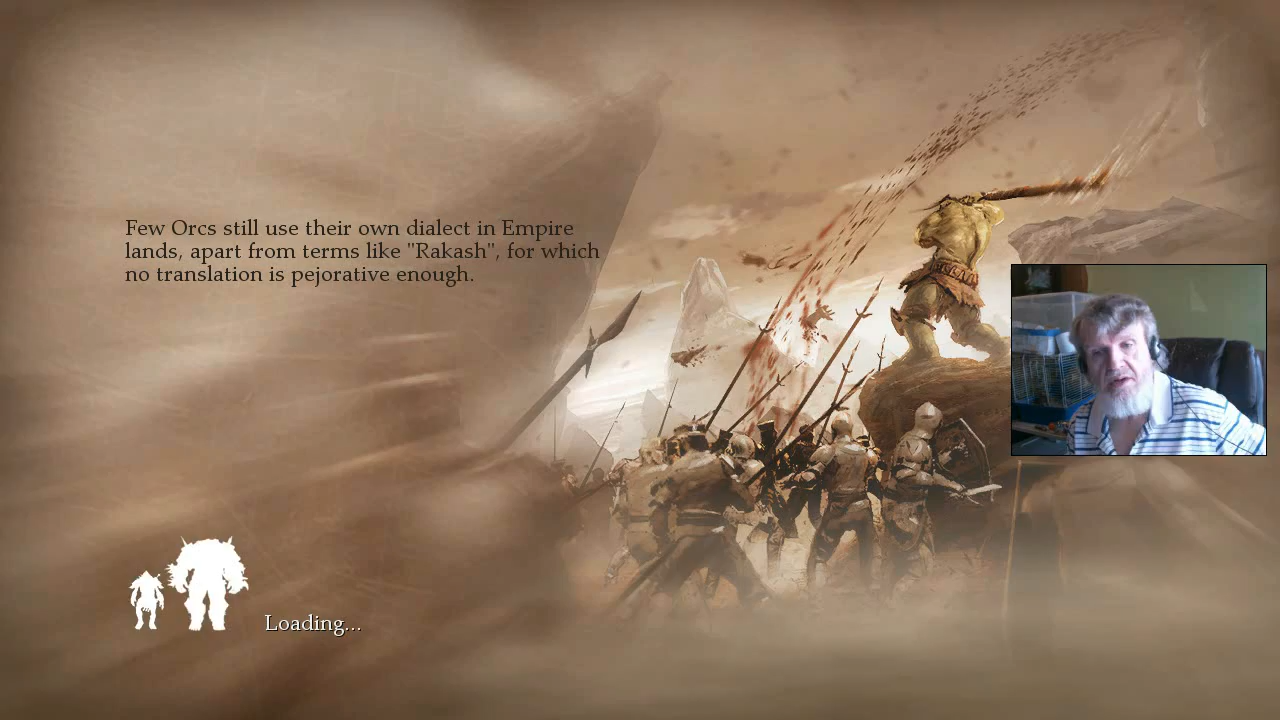 Few Orcs still use their own dialect in Empire
lands, apart from terms like "Rakash", for which
no translation is pejorative enough.
Loading...